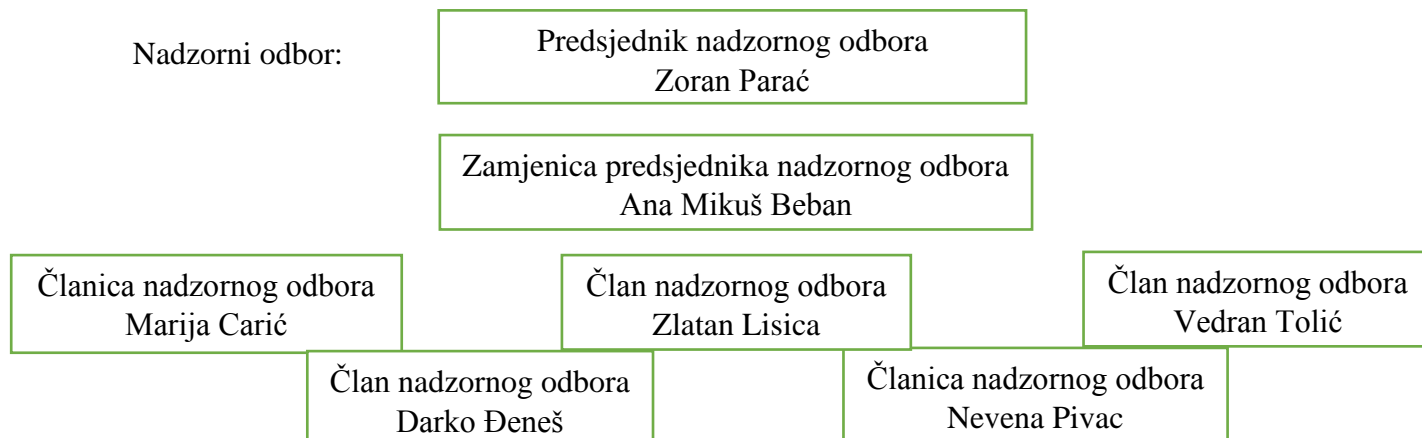 Nadzorni odbor:
Predsjednik nadzornog odbora
Zoran Parać
Zamjenica predsjednika nadzornog odbora
Ana Mikuš Beban
Članica nadzornog odbora
Marija Carić
Član nadzornog odbora
Zlatan Lisica
Član nadzornog odbora
Vedran Tolić
Član nadzornog odbora
Darko Đeneš
Članica nadzornog odbora
Nevena Pivac